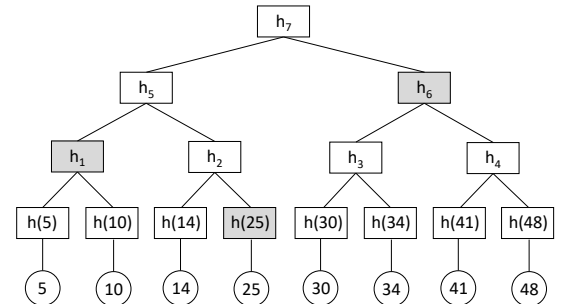 h₇
h₅ h₆
h₁ h₂ h₃ h₄
h(5) h(10) h(14) h(25) h(30) h(34) h(41) h(48)
5 10 14 25 30 34 41 48